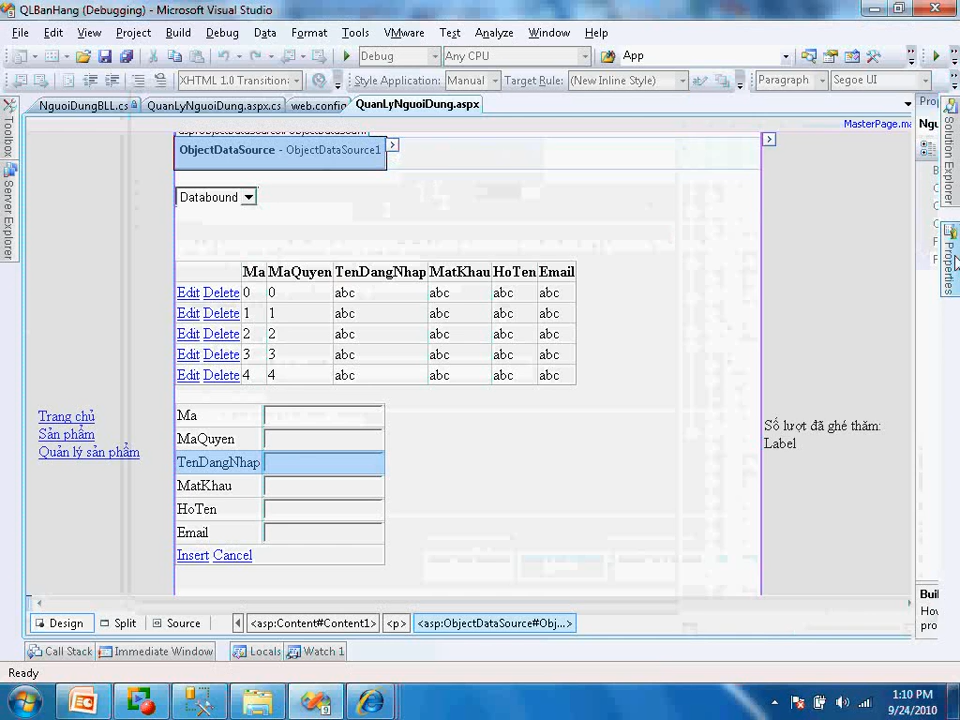 QLBanHang (Debugging) - Microsoft Visual Studio
File Edit View Project Build Debug Data Format Tools VMware Test Analyze Window Help
Debug Any CPU App
XHTML 1.0 Transition Style Application: Manual Target Rule: (New Inline Style) Paragraph Segoe UI
NguoiDungBLL.cs QuanLyNguoiDung.aspx.cs web.config QuanLyNguoiDung.aspx
Toolbox
Server Explorer
Solution Explorer
Properties
MasterPage.ma
ObjectDataSource - ObjectDataSource1
Databound
Ma MaQuyen TenDangNhap MatKhau HoTen Email
Edit Delete 0 0 abc abc abc abc
Edit Delete 1 1 abc abc abc abc
Edit Delete 2 2 abc abc abc abc
Edit Delete 3 3 abc abc abc abc
Edit Delete 4 4 abc abc abc abc
Trang chủ
Sản phẩm
Quản lý sản phẩm
Ma
MaQuyen
TenDangNhap
MatKhau
HoTen
Email
Insert Cancel
Số lượt đã ghé thăm:
Label
Design Split Source <asp:Content#Content1> <p> <asp:ObjectDataSource#Obj...>
Call Stack Immediate Window Locals Watch 1
Ready
1:10 PM
9/24/2010